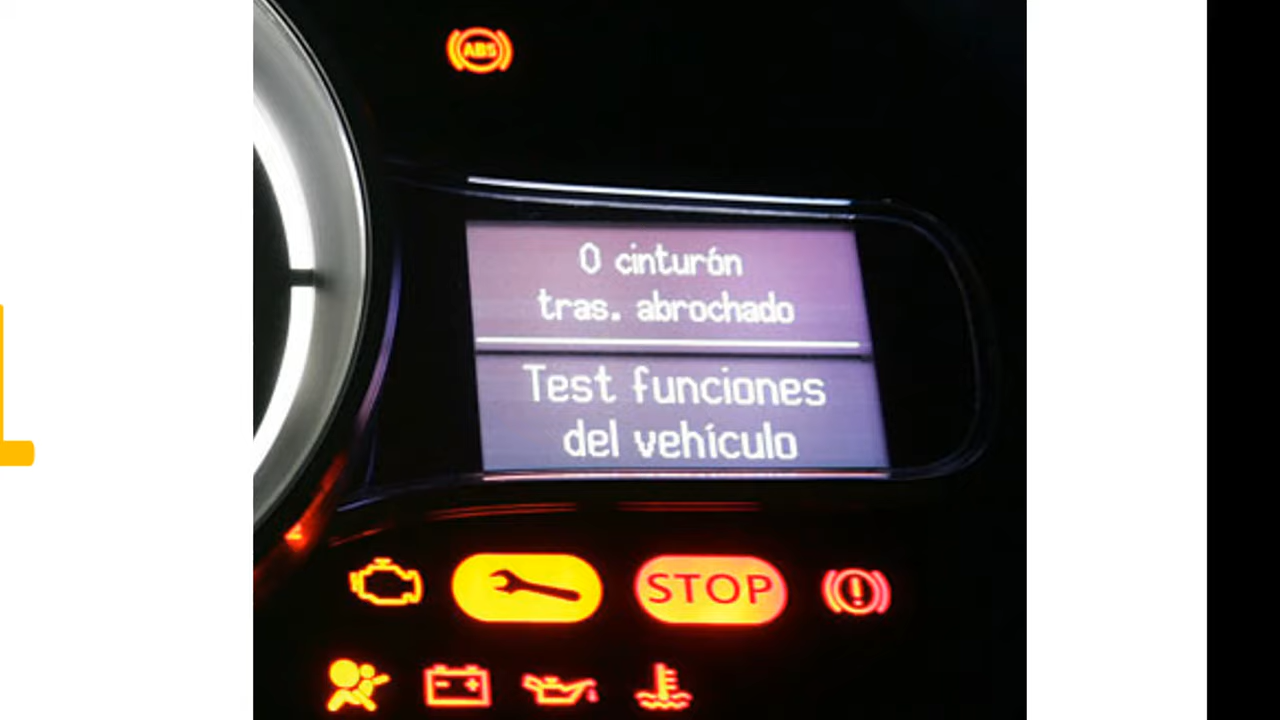 ABS
0 cinturón
tras. abrochado
Test funciones
del vehículo
STOP